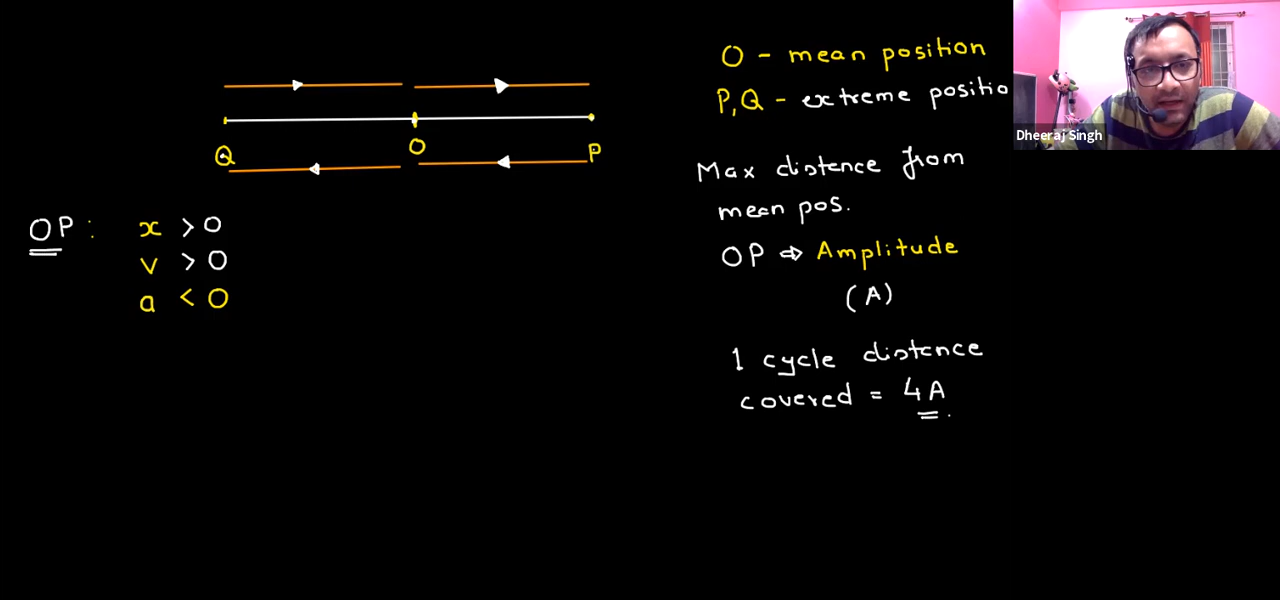 O - mean position
P,Q - extreme positio
Dheeraj Singh
Q O P
Max distence from
mean pos.
OP : x > 0
v > 0
a < 0
OP ⇒ Amplitude
(A)
1 cycle distence
covered = 4A